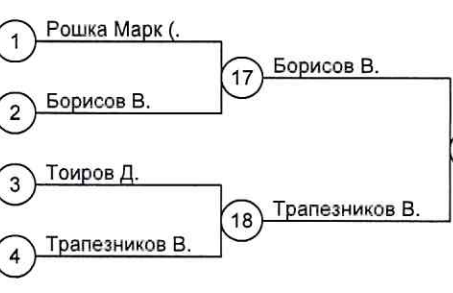 1 Рошка Марк (.
17 Борисов В.
2 Борисов В.
3 Тоиров Д.
18 Трапезников В.
4 Трапезников В.